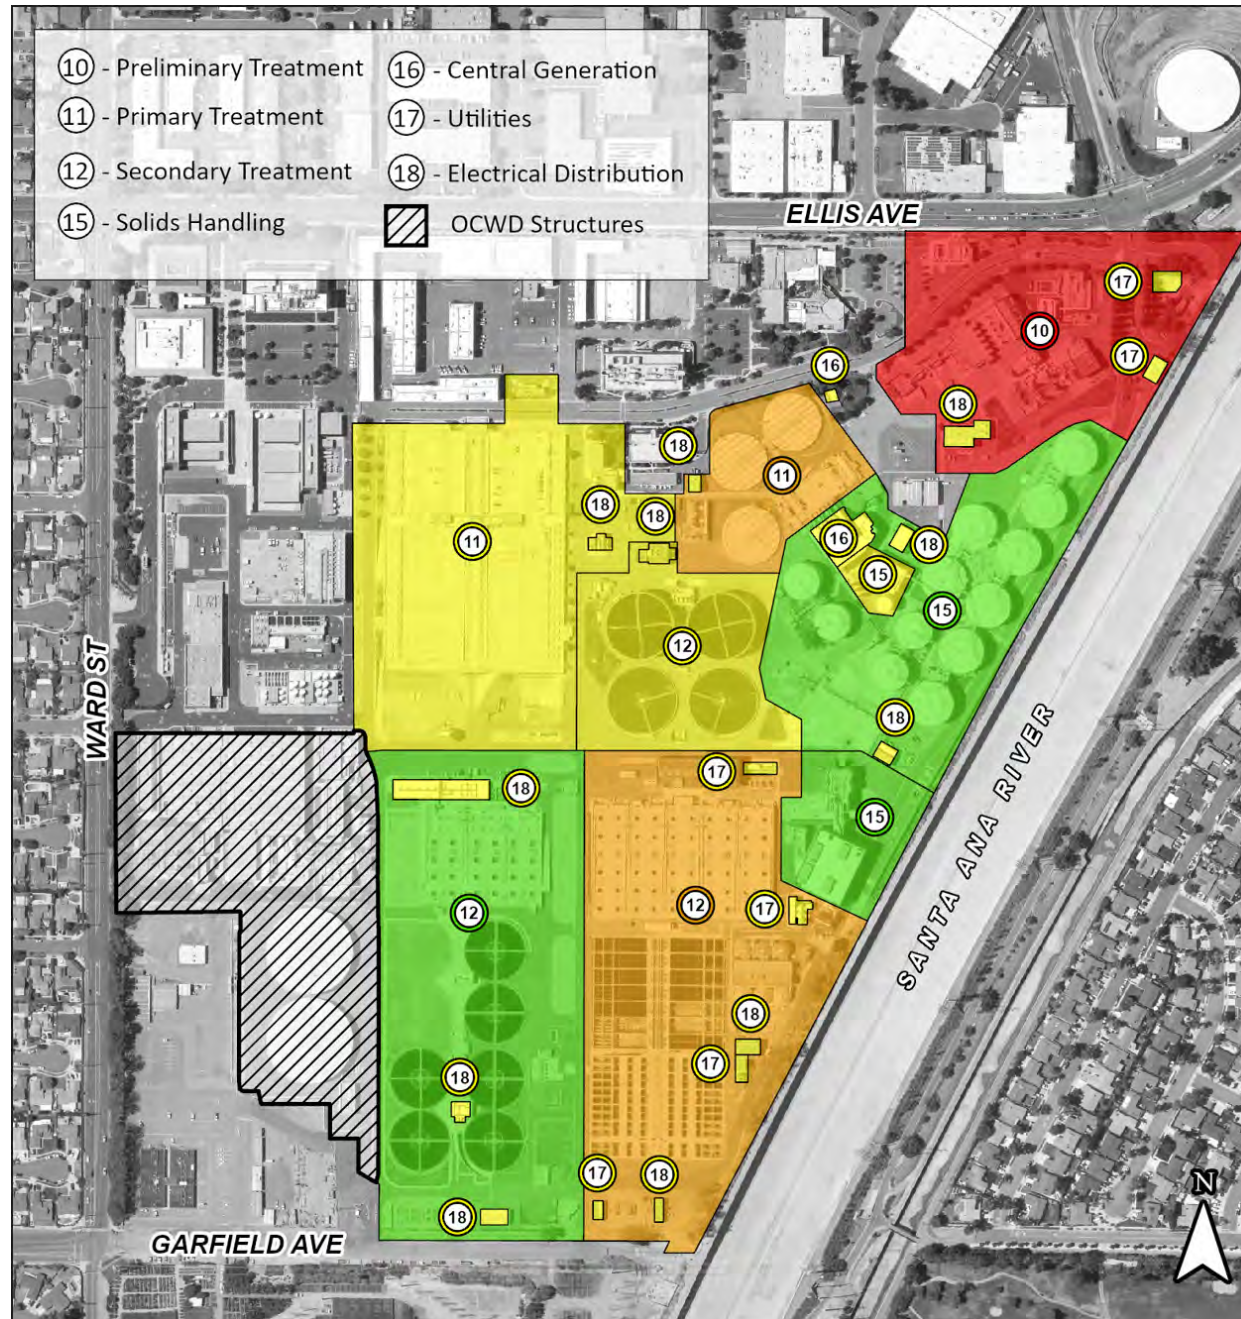 10 - Preliminary Treatment
11 - Primary Treatment
12 - Secondary Treatment
15 - Solids Handling
16 - Central Generation
17 - Utilities
18 - Electrical Distribution
OCWD Structures
ELLIS AVE
17
10
17
16
18
18
11
11
18
18
16
18
15
15
12
18
WARD ST
17
18
15
12
12
17
SANTA ANA RIVER
18
18
17
17
18
18
N
GARFIELD AVE